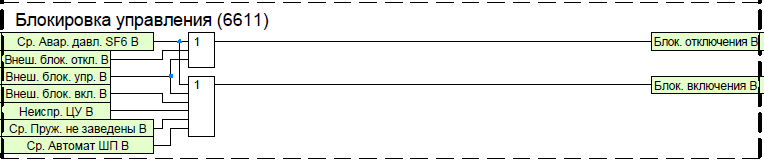 Блокировка управления (6611)
Ср. Авар. давл. SF6 В
1
Блок. отключения В
Внеш. блок. откл. В
Внеш. блок. упр. В
1
Блок. включения В
Внеш. блок. вкл. В
Неиспр. ЦУ В
Ср. Пруж. не заведены В
Ср. Автомат ШП В